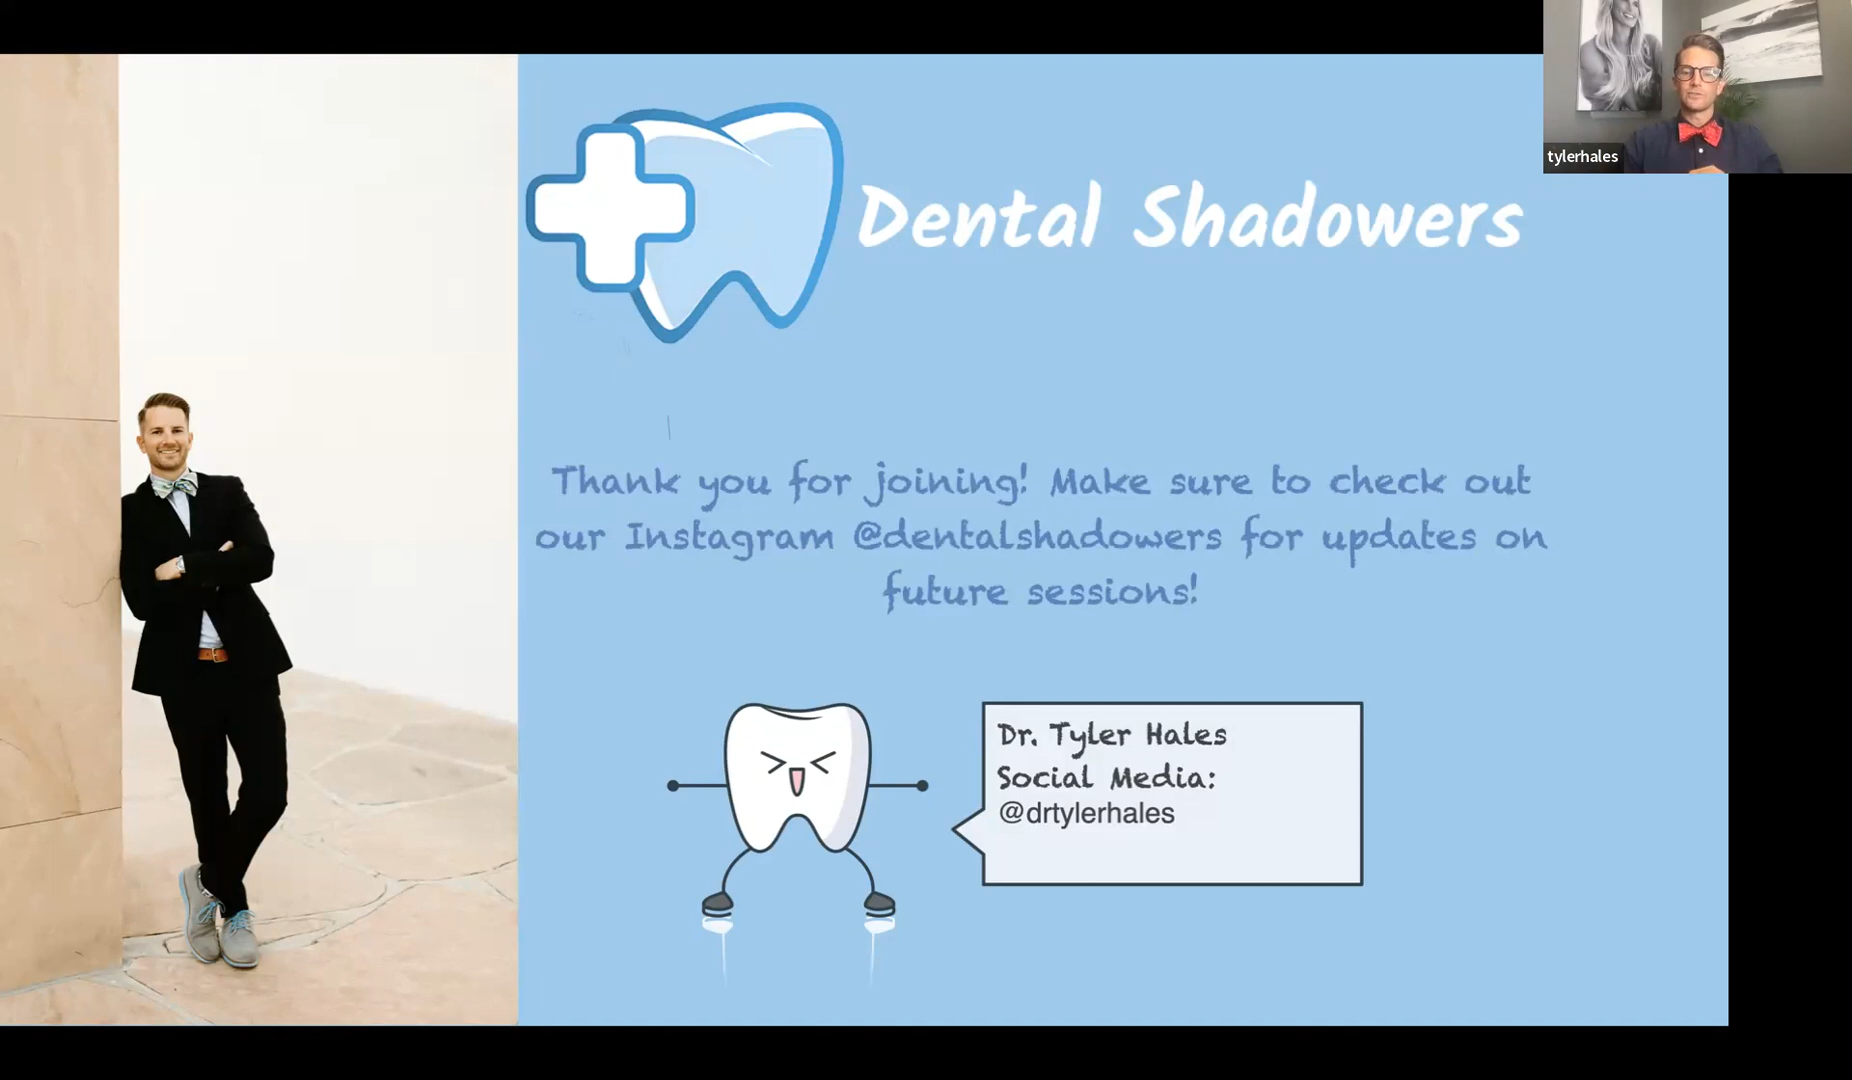 tylerhales
Dental Shadowers
Thank you for joining! Make sure to check out
our Instagram @dentalshadowers for updates on
future sessions!
Dr. Tyler Hales
Social Media:
@drtylerhales